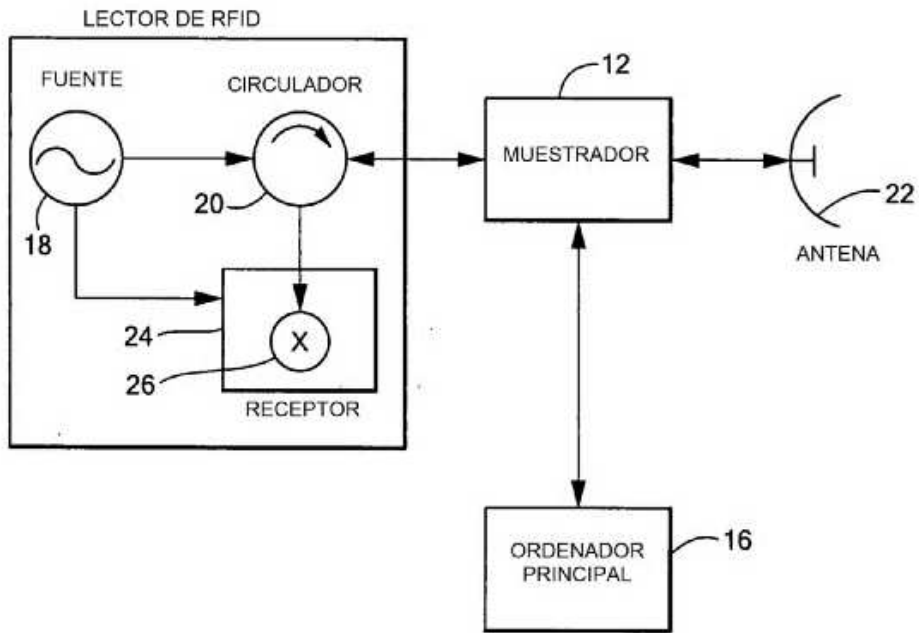 LECTOR DE RFID
FUENTE
CIRCULADOR
12
MUESTRADOR
18
20
22
ANTENA
24
X
26
RECEPTOR
ORDENADOR
PRINCIPAL
16